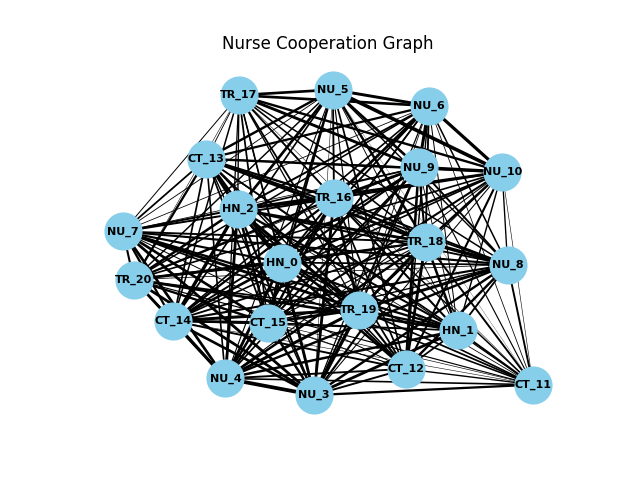 Nurse Cooperation Graph
TR_17
NU_5
NU_6
CT_13
NU_9
NU_10
TR_16
HN_2
NU_7
TR_18
HN_0
NU_8
TR_20
TR_19
CT_14
CT_15
HN_1
CT_12
NU_4
CT_11
NU_3